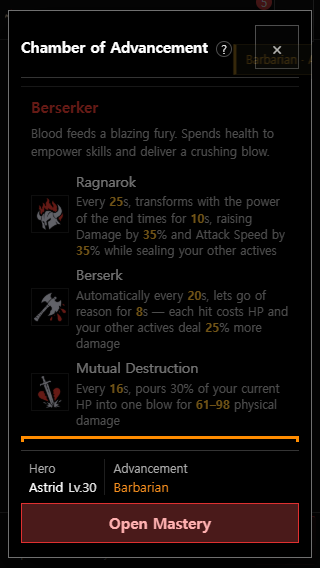 Chamber of Advancement ?
×
Barbarian - A
Berserker
Blood feeds a blazing fury. Spends health to
empower skills and deliver a crushing blow.
Ragnarok
Every 25s, transforms with the power
of the end times for 10s, raising
Damage by 35% and Attack Speed by
35% while sealing your other actives
Berserk
Automatically every 20s, lets go of
reason for 8s — each hit costs HP and
your other actives deal 25% more
damage
Mutual Destruction
Every 16s, pours 30% of your current
HP into one blow for 61–98 physical
damage
Hero
Astrid Lv.30
Advancement
Barbarian
Open Mastery